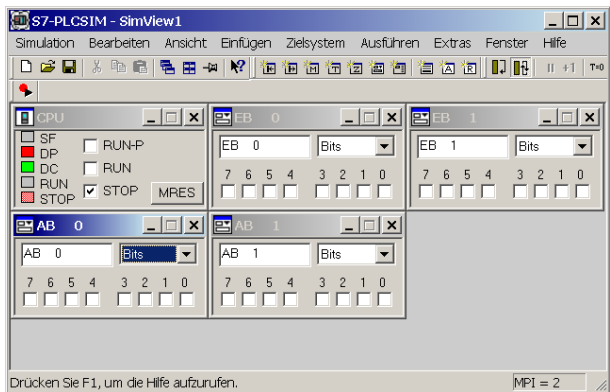 S7-PLCSIM - SimView1
Simulation Bearbeiten Ansicht Einfügen Zielsystem Ausführen Extras Fenster Hilfe
II +1 T=0
CPU
SF
DP
DC
RUN
STOP
RUN-P
RUN
STOP
MRES
EB 0
EB 0 Bits
7 6 5 4 3 2 1 0
EB 1
EB 1 Bits
7 6 5 4 3 2 1 0
AB 0
AB 0 Bits
7 6 5 4 3 2 1 0
AB 1
AB 1 Bits
7 6 5 4 3 2 1 0
Drücken Sie F1, um die Hilfe aufzurufen. MPI = 2